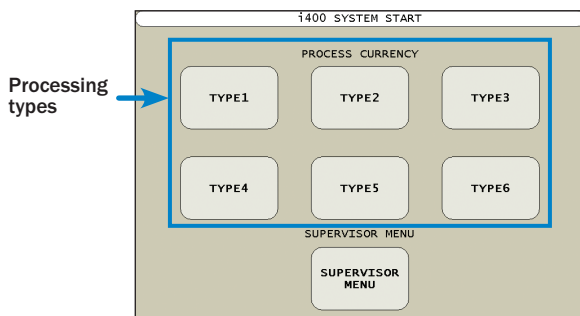 i400 SYSTEM START
PROCESS CURRENCY
Processing
types
TYPE1 TYPE2 TYPE3
TYPE4 TYPE5 TYPE6
SUPERVISOR MENU
SUPERVISOR
MENU